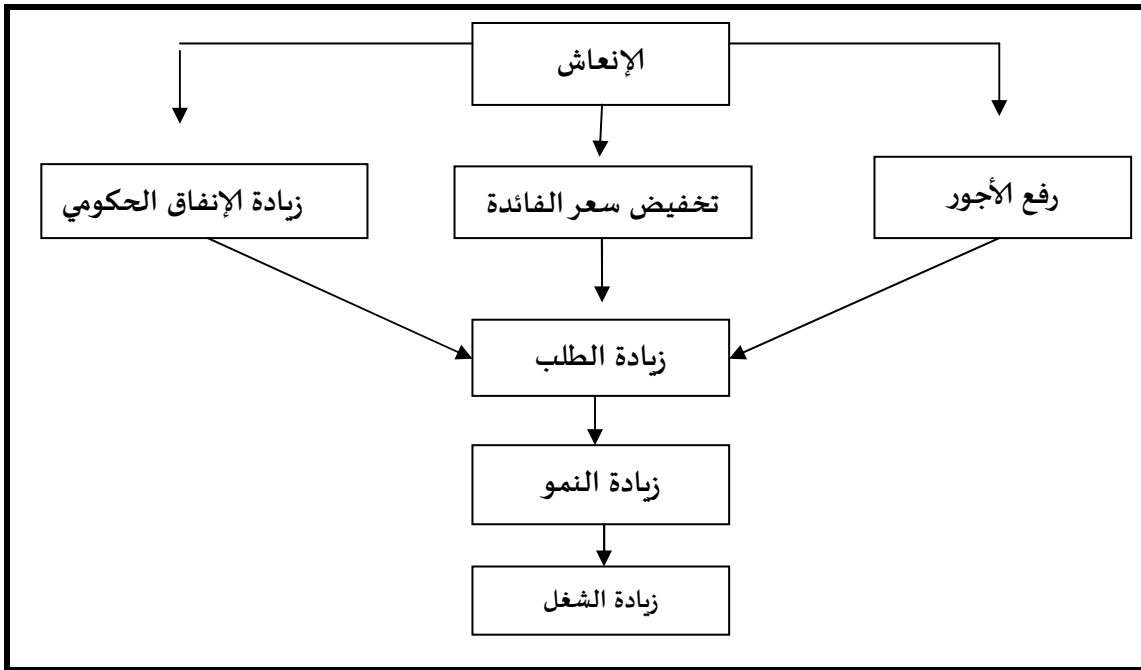 الإنعاش
رفع الأجور
تخفيض سعر الفائدة
زيادة الإنفاق الحكومي
زيادة الطلب
زيادة النمو
زيادة الشغل